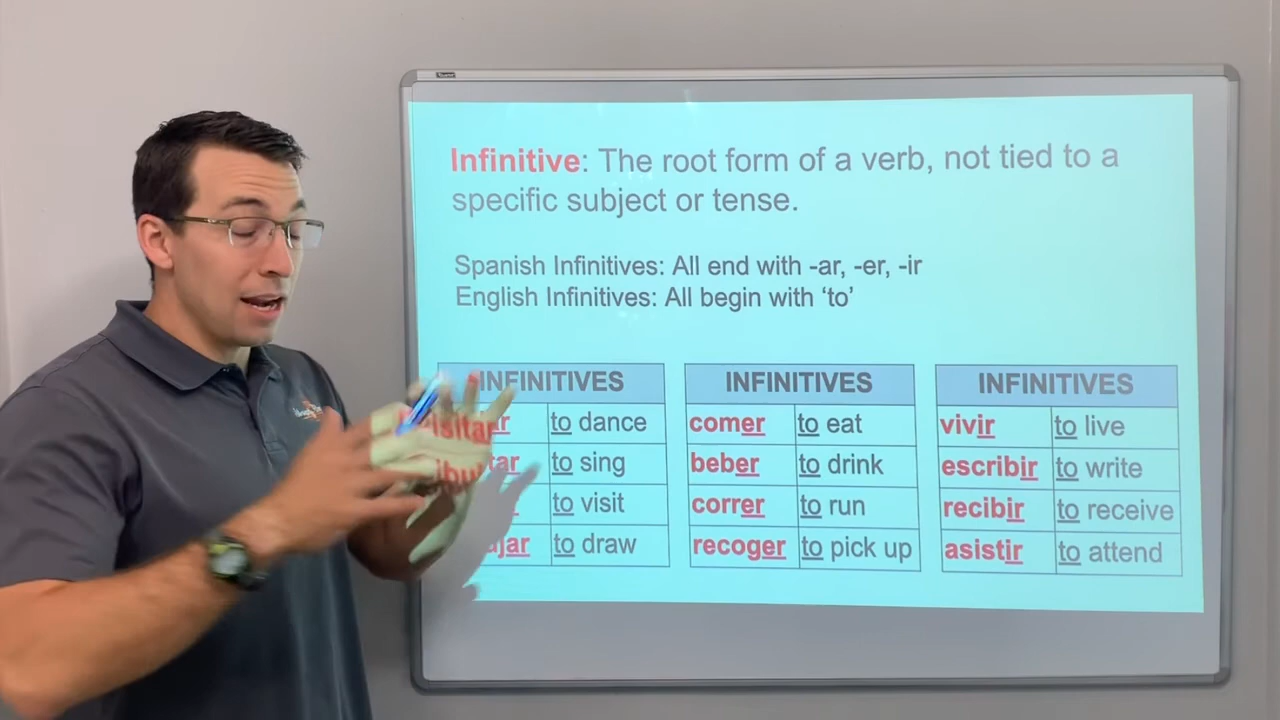 Infinitive: The root form of a verb, not tied to a
specific subject or tense.
Spanish Infinitives: All end with -ar, -er, -ir
English Infinitives: All begin with ‘to’
INFINITIVES
to dance
to sing
visitar to visit
to draw
INFINITIVES
comer to eat
beber to drink
correr to run
recoger to pick up
INFINITIVES
vivir to live
escribir to write
recibir to receive
asistir to attend